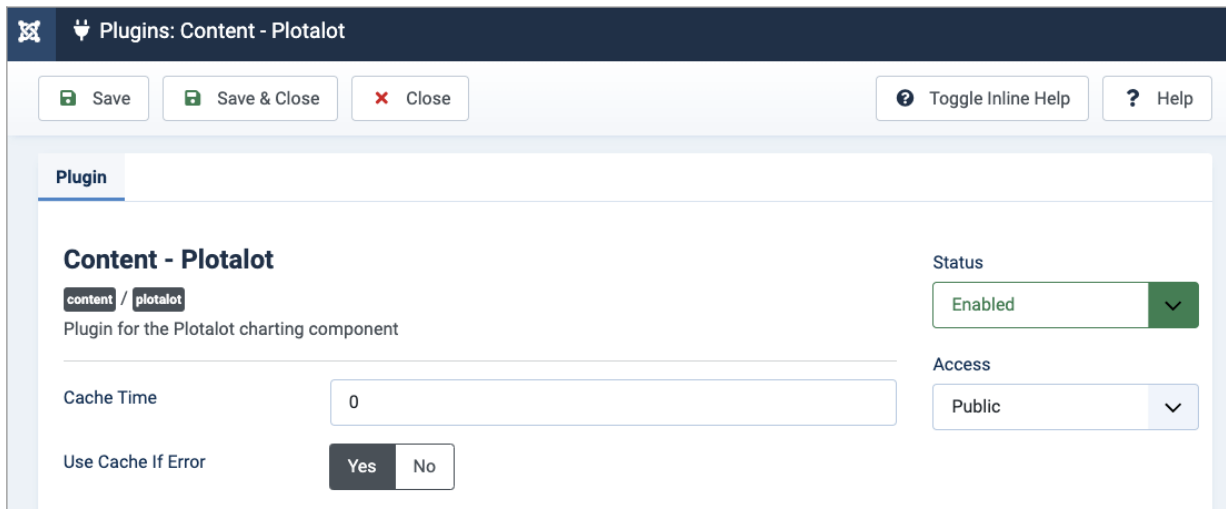 Plugins: Content - Plotalot
Save
Save & Close
Close
Toggle Inline Help
? Help
Plugin
Content - Plotalot
content / plotalot
Plugin for the Plotalot charting component
Status
Enabled
Access
Public
Cache Time
0
Use Cache If Error
Yes
No